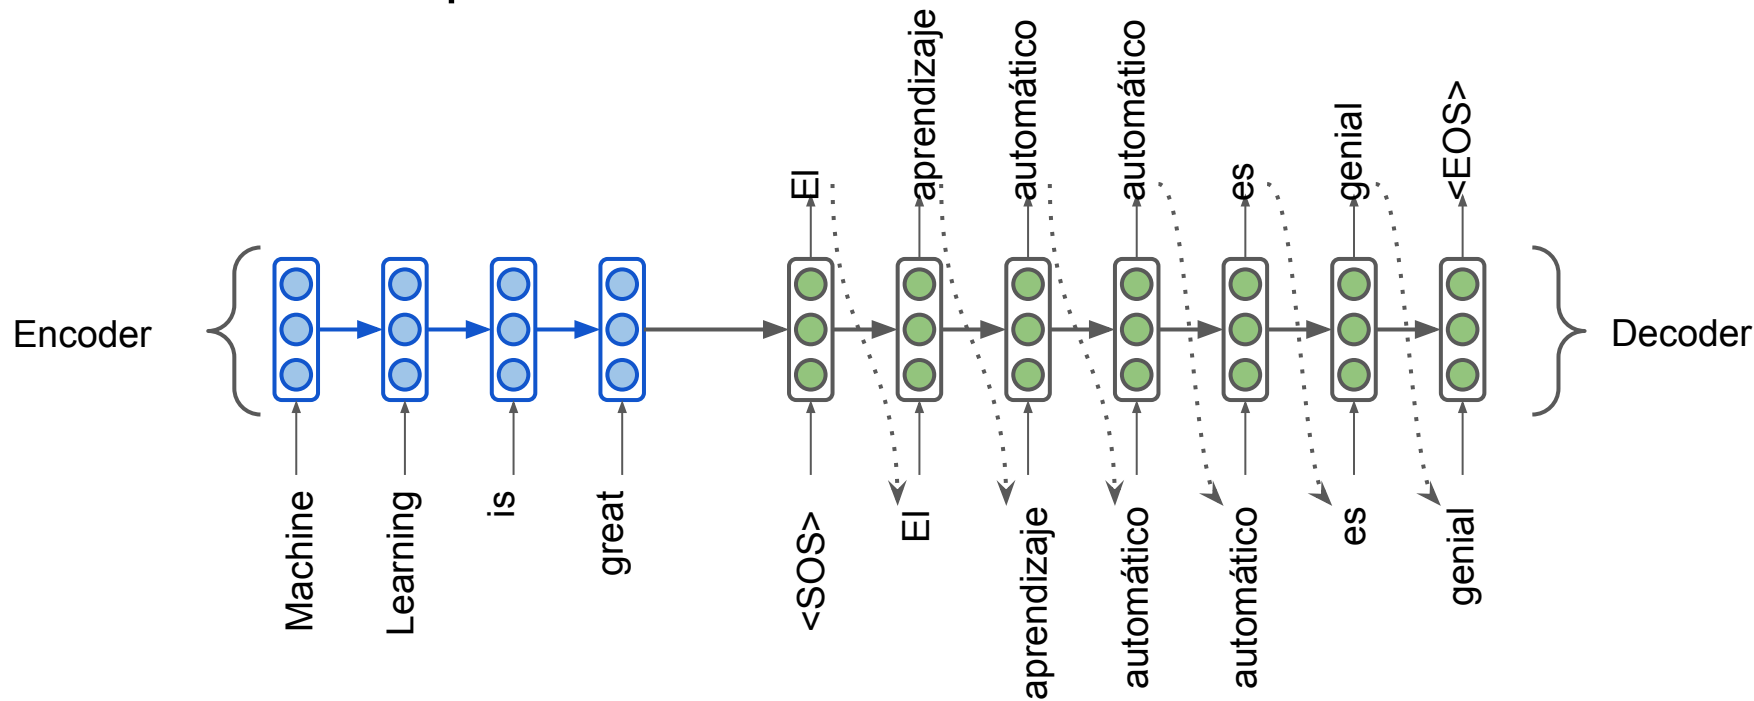 El
aprendizaje
automático
automático
es
genial
<EOS>
Encoder
Decoder
Machine
Learning
is
great
<SOS>
El
aprendizaje
automático
automático
es
genial